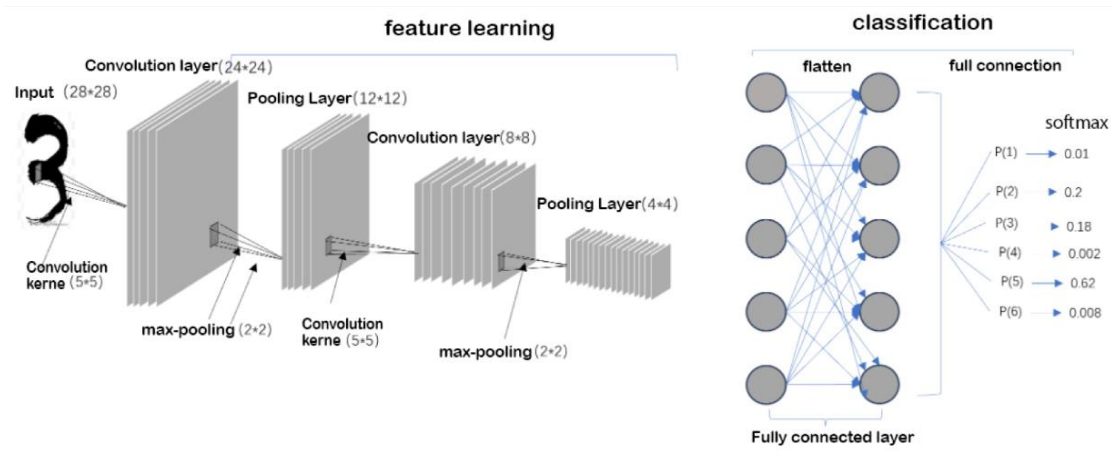 feature learning
classification
Convolution layer(24*24)
Input (28*28)
Pooling Layer(12*12)
Convolution layer(8*8)
Pooling Layer(4*4)
Convolution
kerne (5*5)
max-pooling(2*2)
Convolution
kerne
(5*5)
max-pooling(2*2)
flatten
full connection
softmax
P(1) 0.01
P(2) 0.2
P(3) 0.18
P(4) 0.002
P(5) 0.62
P(6) 0.008
Fully connected layer